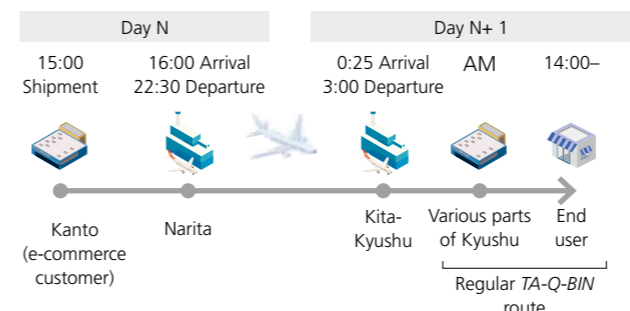 Day N
Day N+ 1
15:00
Shipment
16:00 Arrival
22:30 Departure
0:25 Arrival
3:00 Departure
AM
14:00–
Kanto
(e-commerce
customer)
Narita
Kita-
Kyushu
Various parts
of Kyushu
End
user
Regular TA-Q-BIN
route